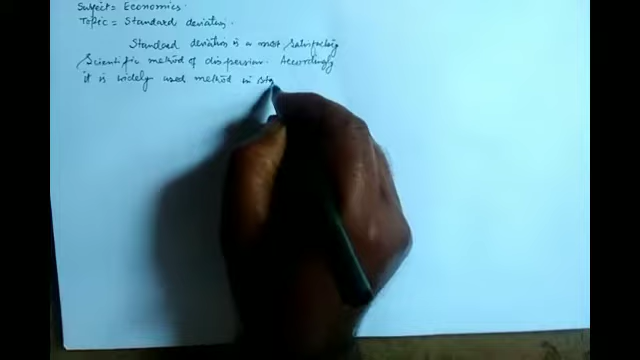 Subject = Economics.
Topic = Standard deviation.
Standard deviation is a most satisfactory
Scientific method of dispersion. Accordingly
it is widely used method in sta